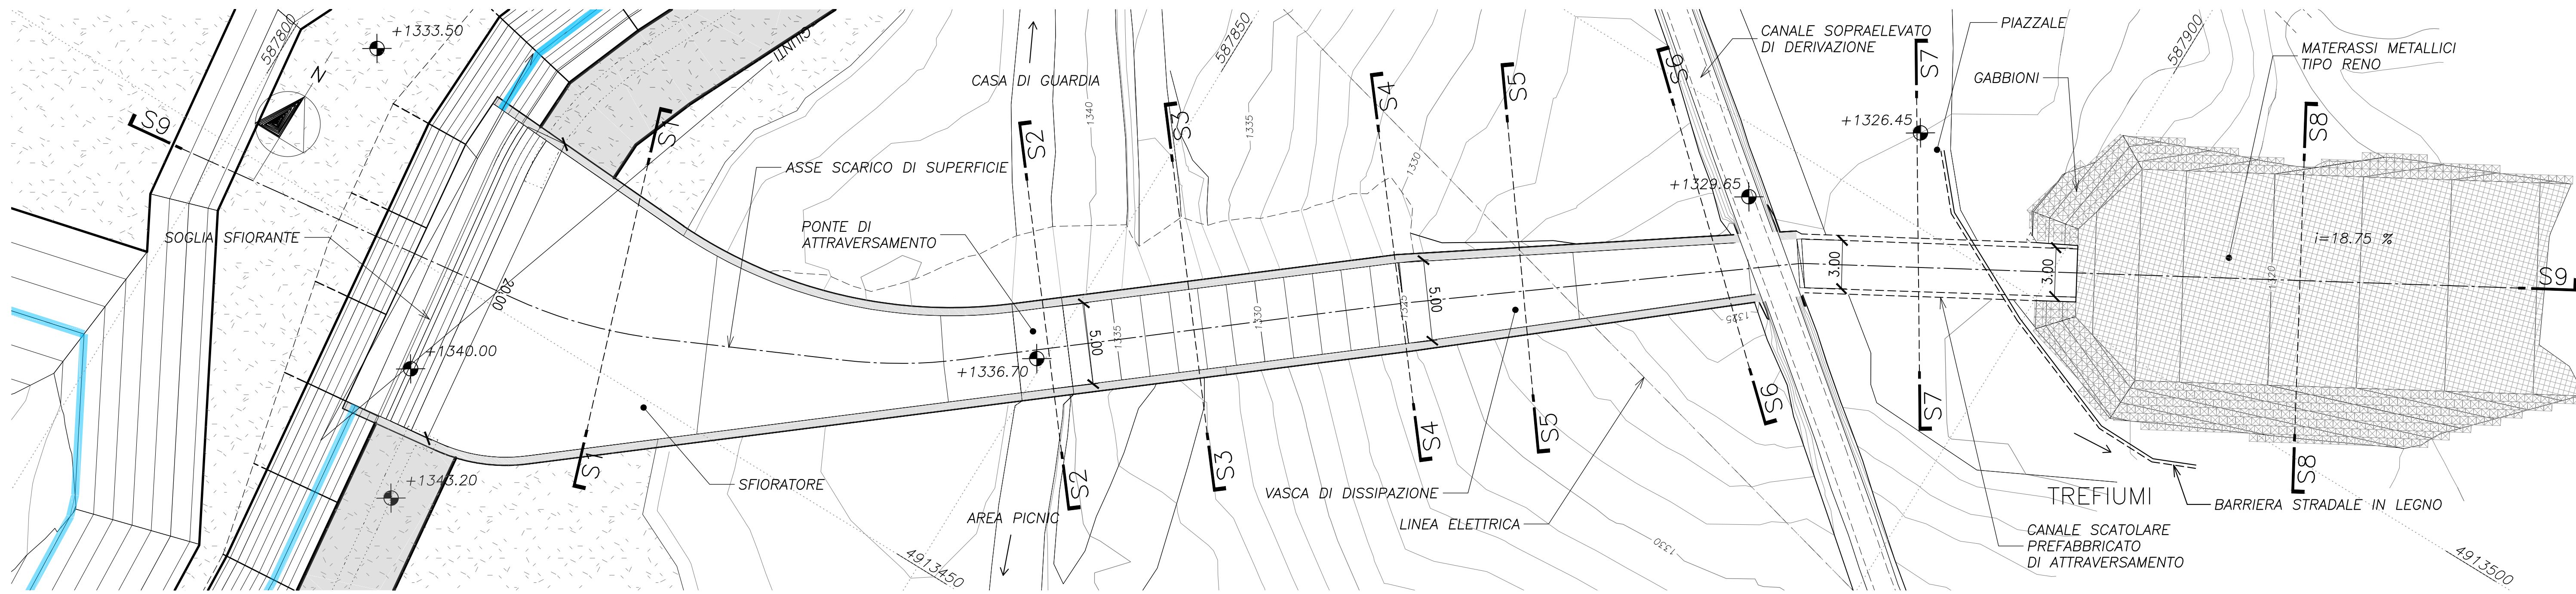 587800
+1333.50
N
S9
GIUNTI
S1
CASA DI GUARDIA
587850
1340
S2
S3
1335
S4
S5
S6
1330
CANALE SOPRAELEVATO
DI DERIVAZIONE
PIAZZALE
S7
587900
MATERASSI METALLICI
TIPO RENO
GABBIONI
+1326.45
S8
ASSE SCARICO DI SUPERFICIE
+1329.65
SOGLIA SFIORANTE
PONTE DI
ATTRAVERSAMENTO
i=18.75 %
3.00
3.00
1320
S9
20.00
5.00
1335
1330
1325
5.00
1325
+1340.00
+1336.70
S1
+1343.20
SFIORATORE
S2
S3
S4
S5
S6
S7
S8
VASCA DI DISSIPAZIONE
AREA PICNIC
LINEA ELETTRICA
1330
TREFIUMI
BARRIERA STRADALE IN LEGNO
CANALE SCATOLARE
PREFABBRICATO
DI ATTRAVERSAMENTO
4913450
4913500